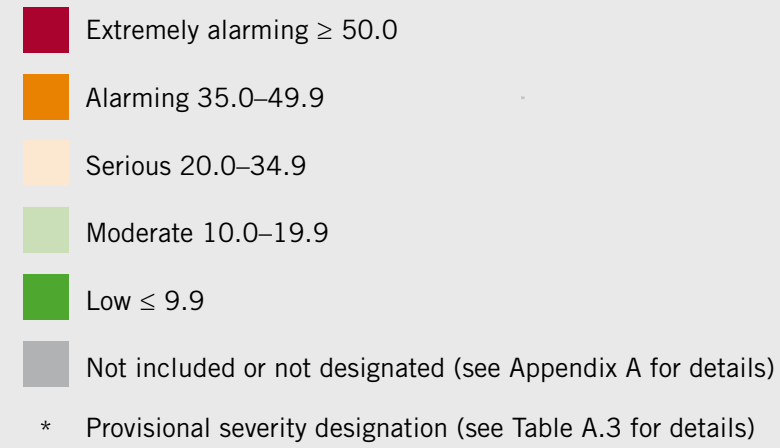 Extremely alarming ≥ 50.0
Alarming 35.0–49.9
Serious 20.0–34.9
Moderate 10.0–19.9
Low ≤ 9.9
Not included or not designated (see Appendix A for details)
* Provisional severity designation (see Table A.3 for details)